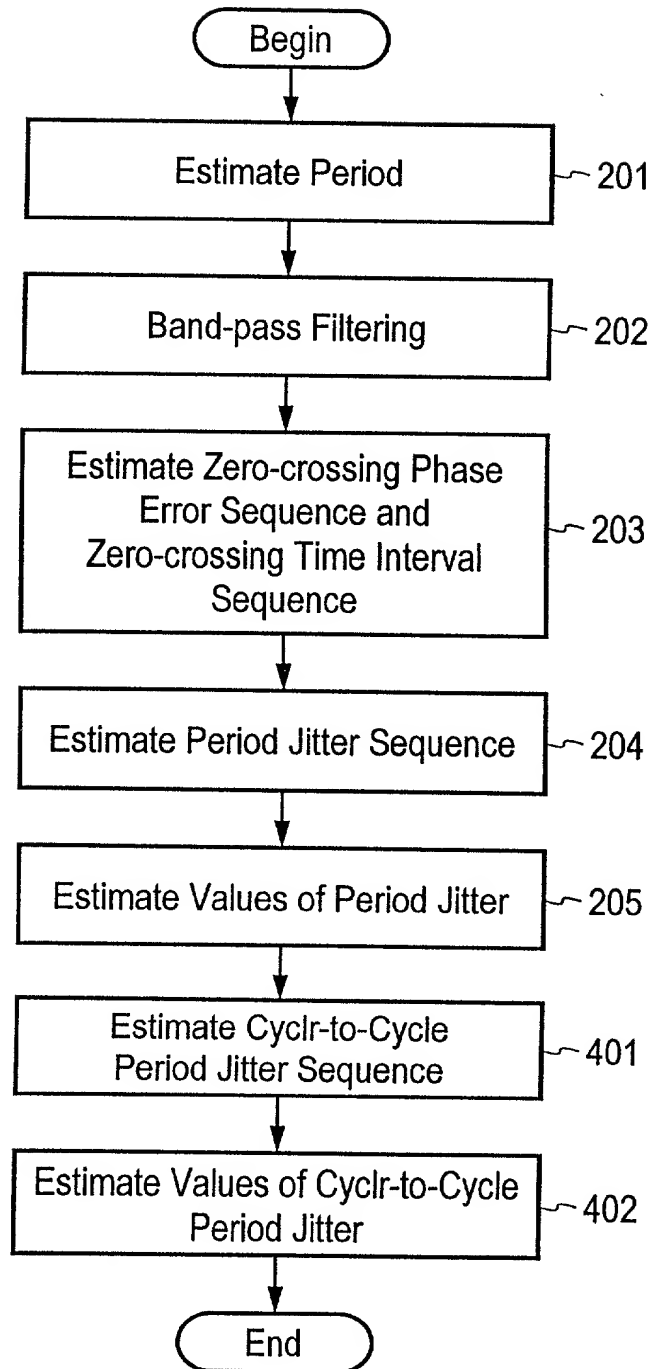 Begin
Estimate Period
201
Band-pass Filtering
202
Estimate Zero-crossing Phase
Error Sequence and
Zero-crossing Time Interval
Sequence
203
Estimate Period Jitter Sequence
204
Estimate Values of Period Jitter
205
Estimate Cyclr-to-Cycle
Period Jitter Sequence
401
Estimate Values of Cyclr-to-Cycle
Period Jitter
402
End